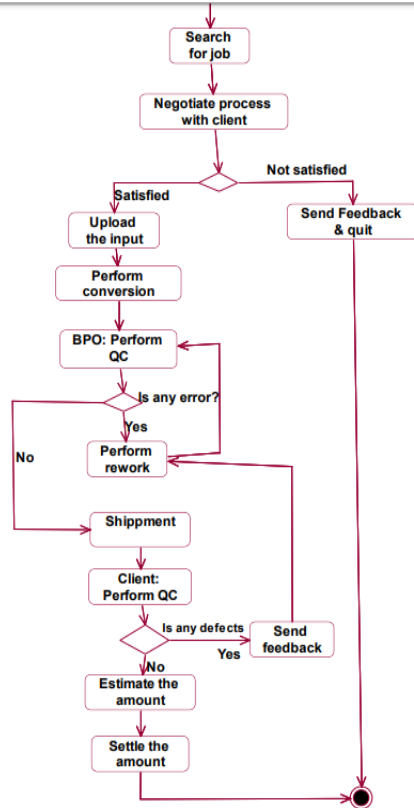 Search
for job
Negotiate process
with client
Not satisfied
Satisfied
Upload
the input
Send Feedback
& quit
Perform
conversion
BPO: Perform
QC
Is any error?
Yes
No
Perform
rework
Shippment
Client:
Perform QC
Is any defects
Yes
Send
feedback
No
Estimate the
amount
Settle the
amount